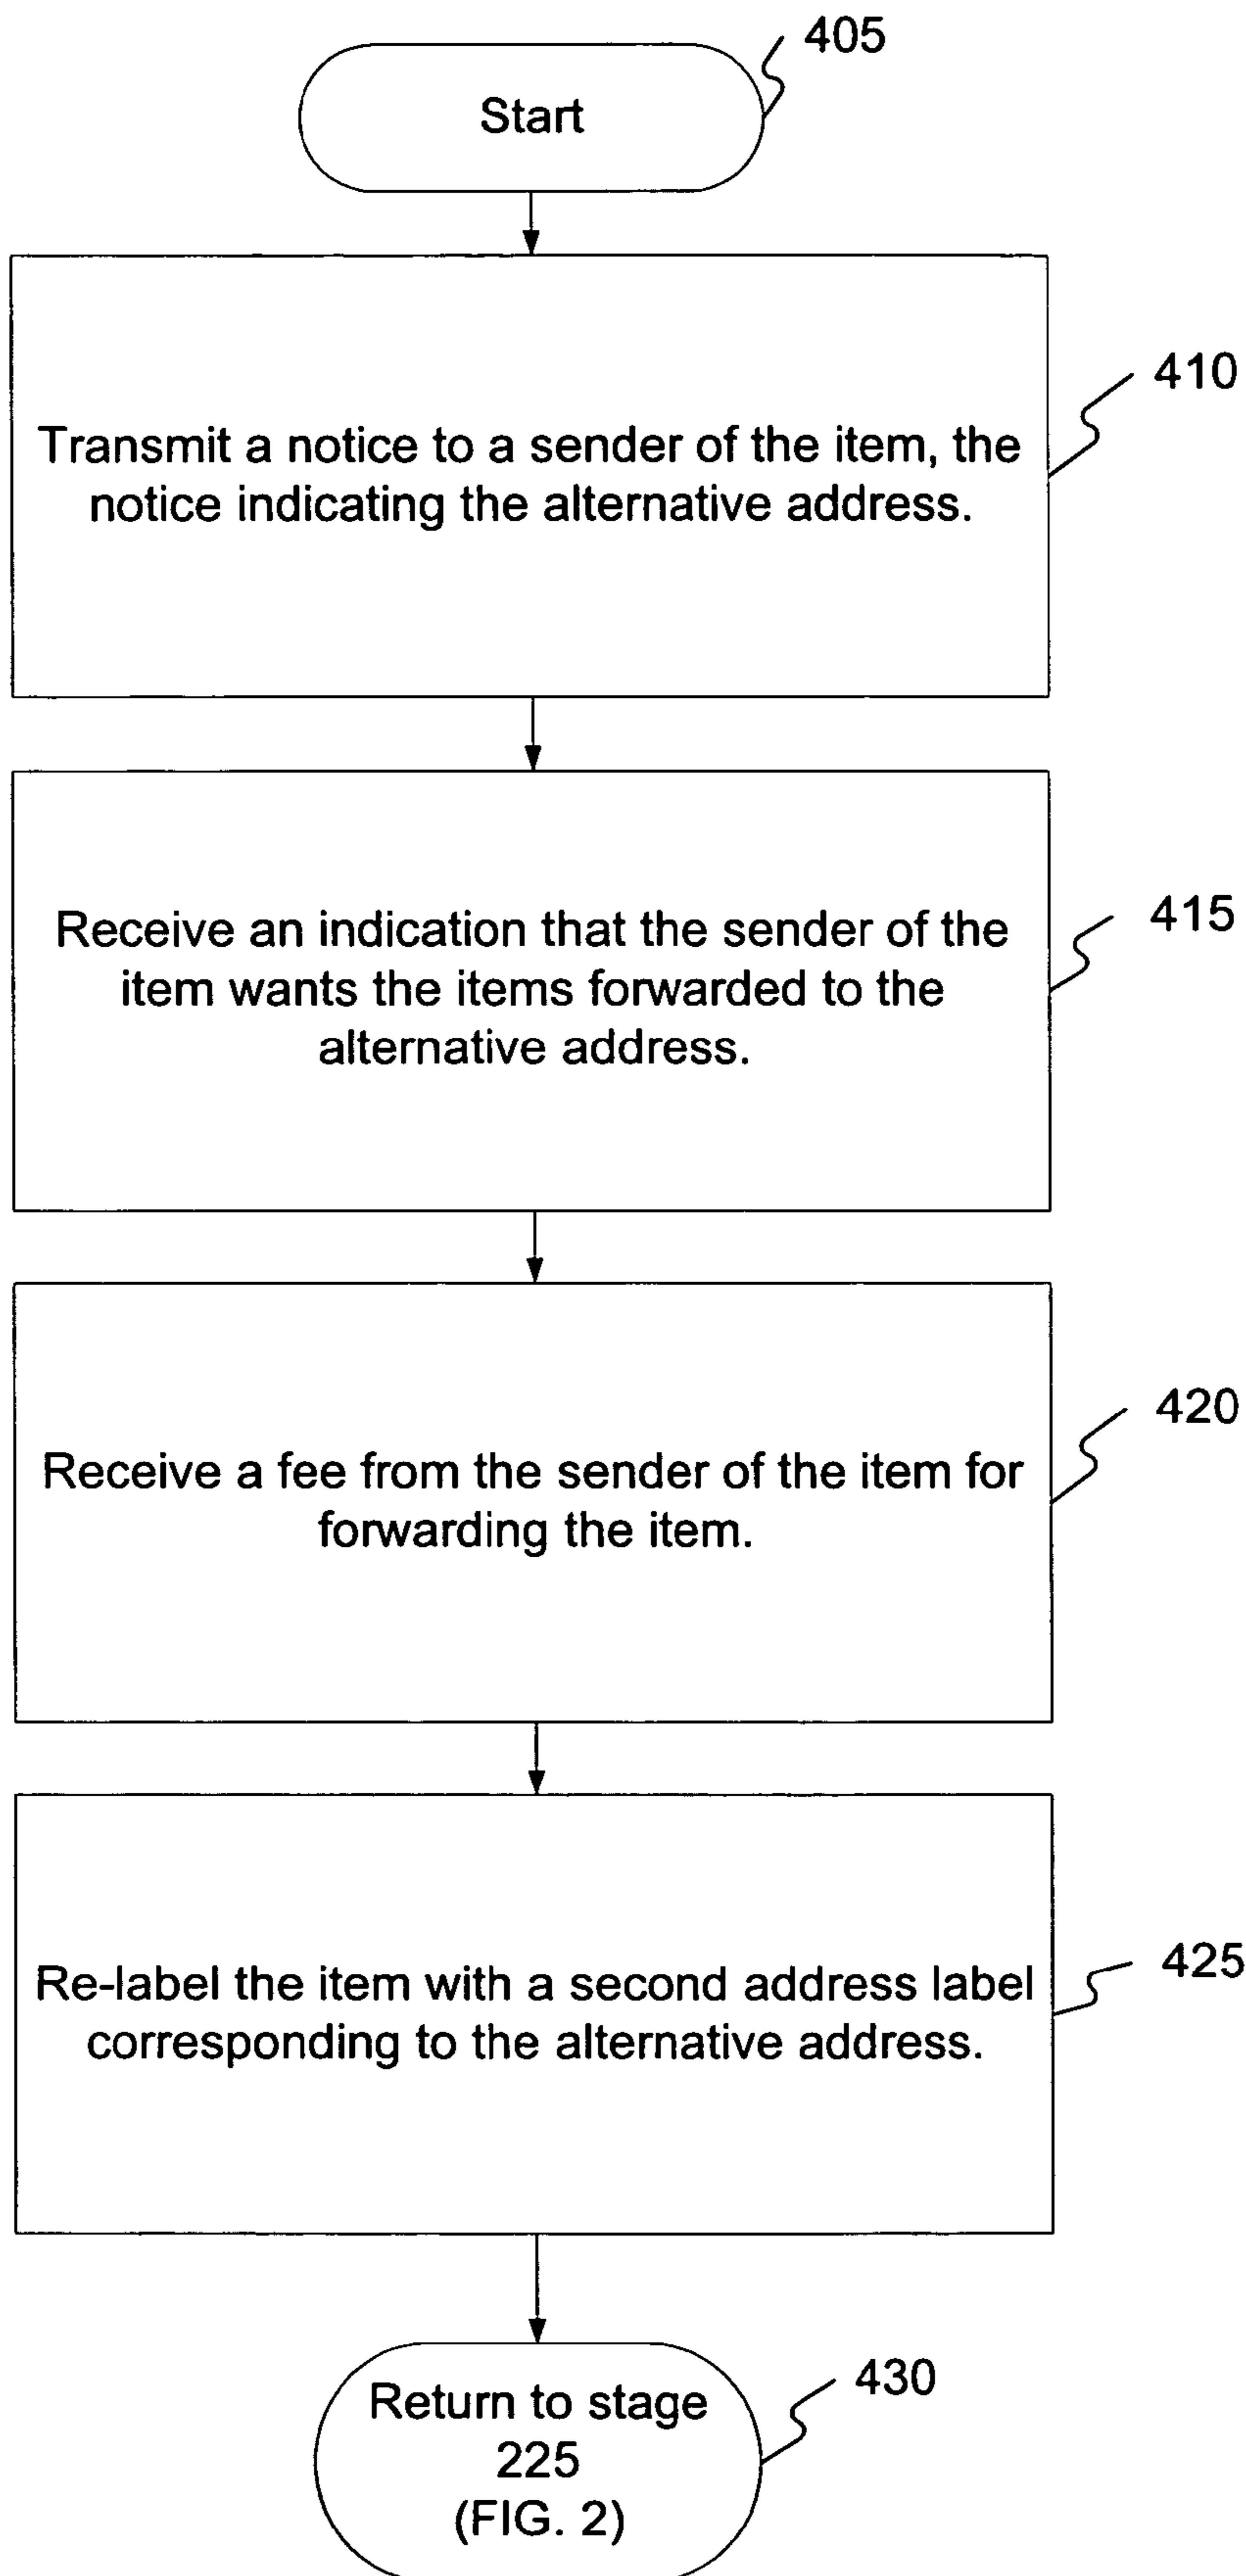 Start
405
Transmit a notice to a sender of the item, the
notice indicating the alternative address.
410
Receive an indication that the sender of the
item wants the items forwarded to the
alternative address.
415
Receive a fee from the sender of the item for
forwarding the item.
420
Re-label the item with a second address label
corresponding to the alternative address.
425
Return to stage
225
(FIG. 2)
430